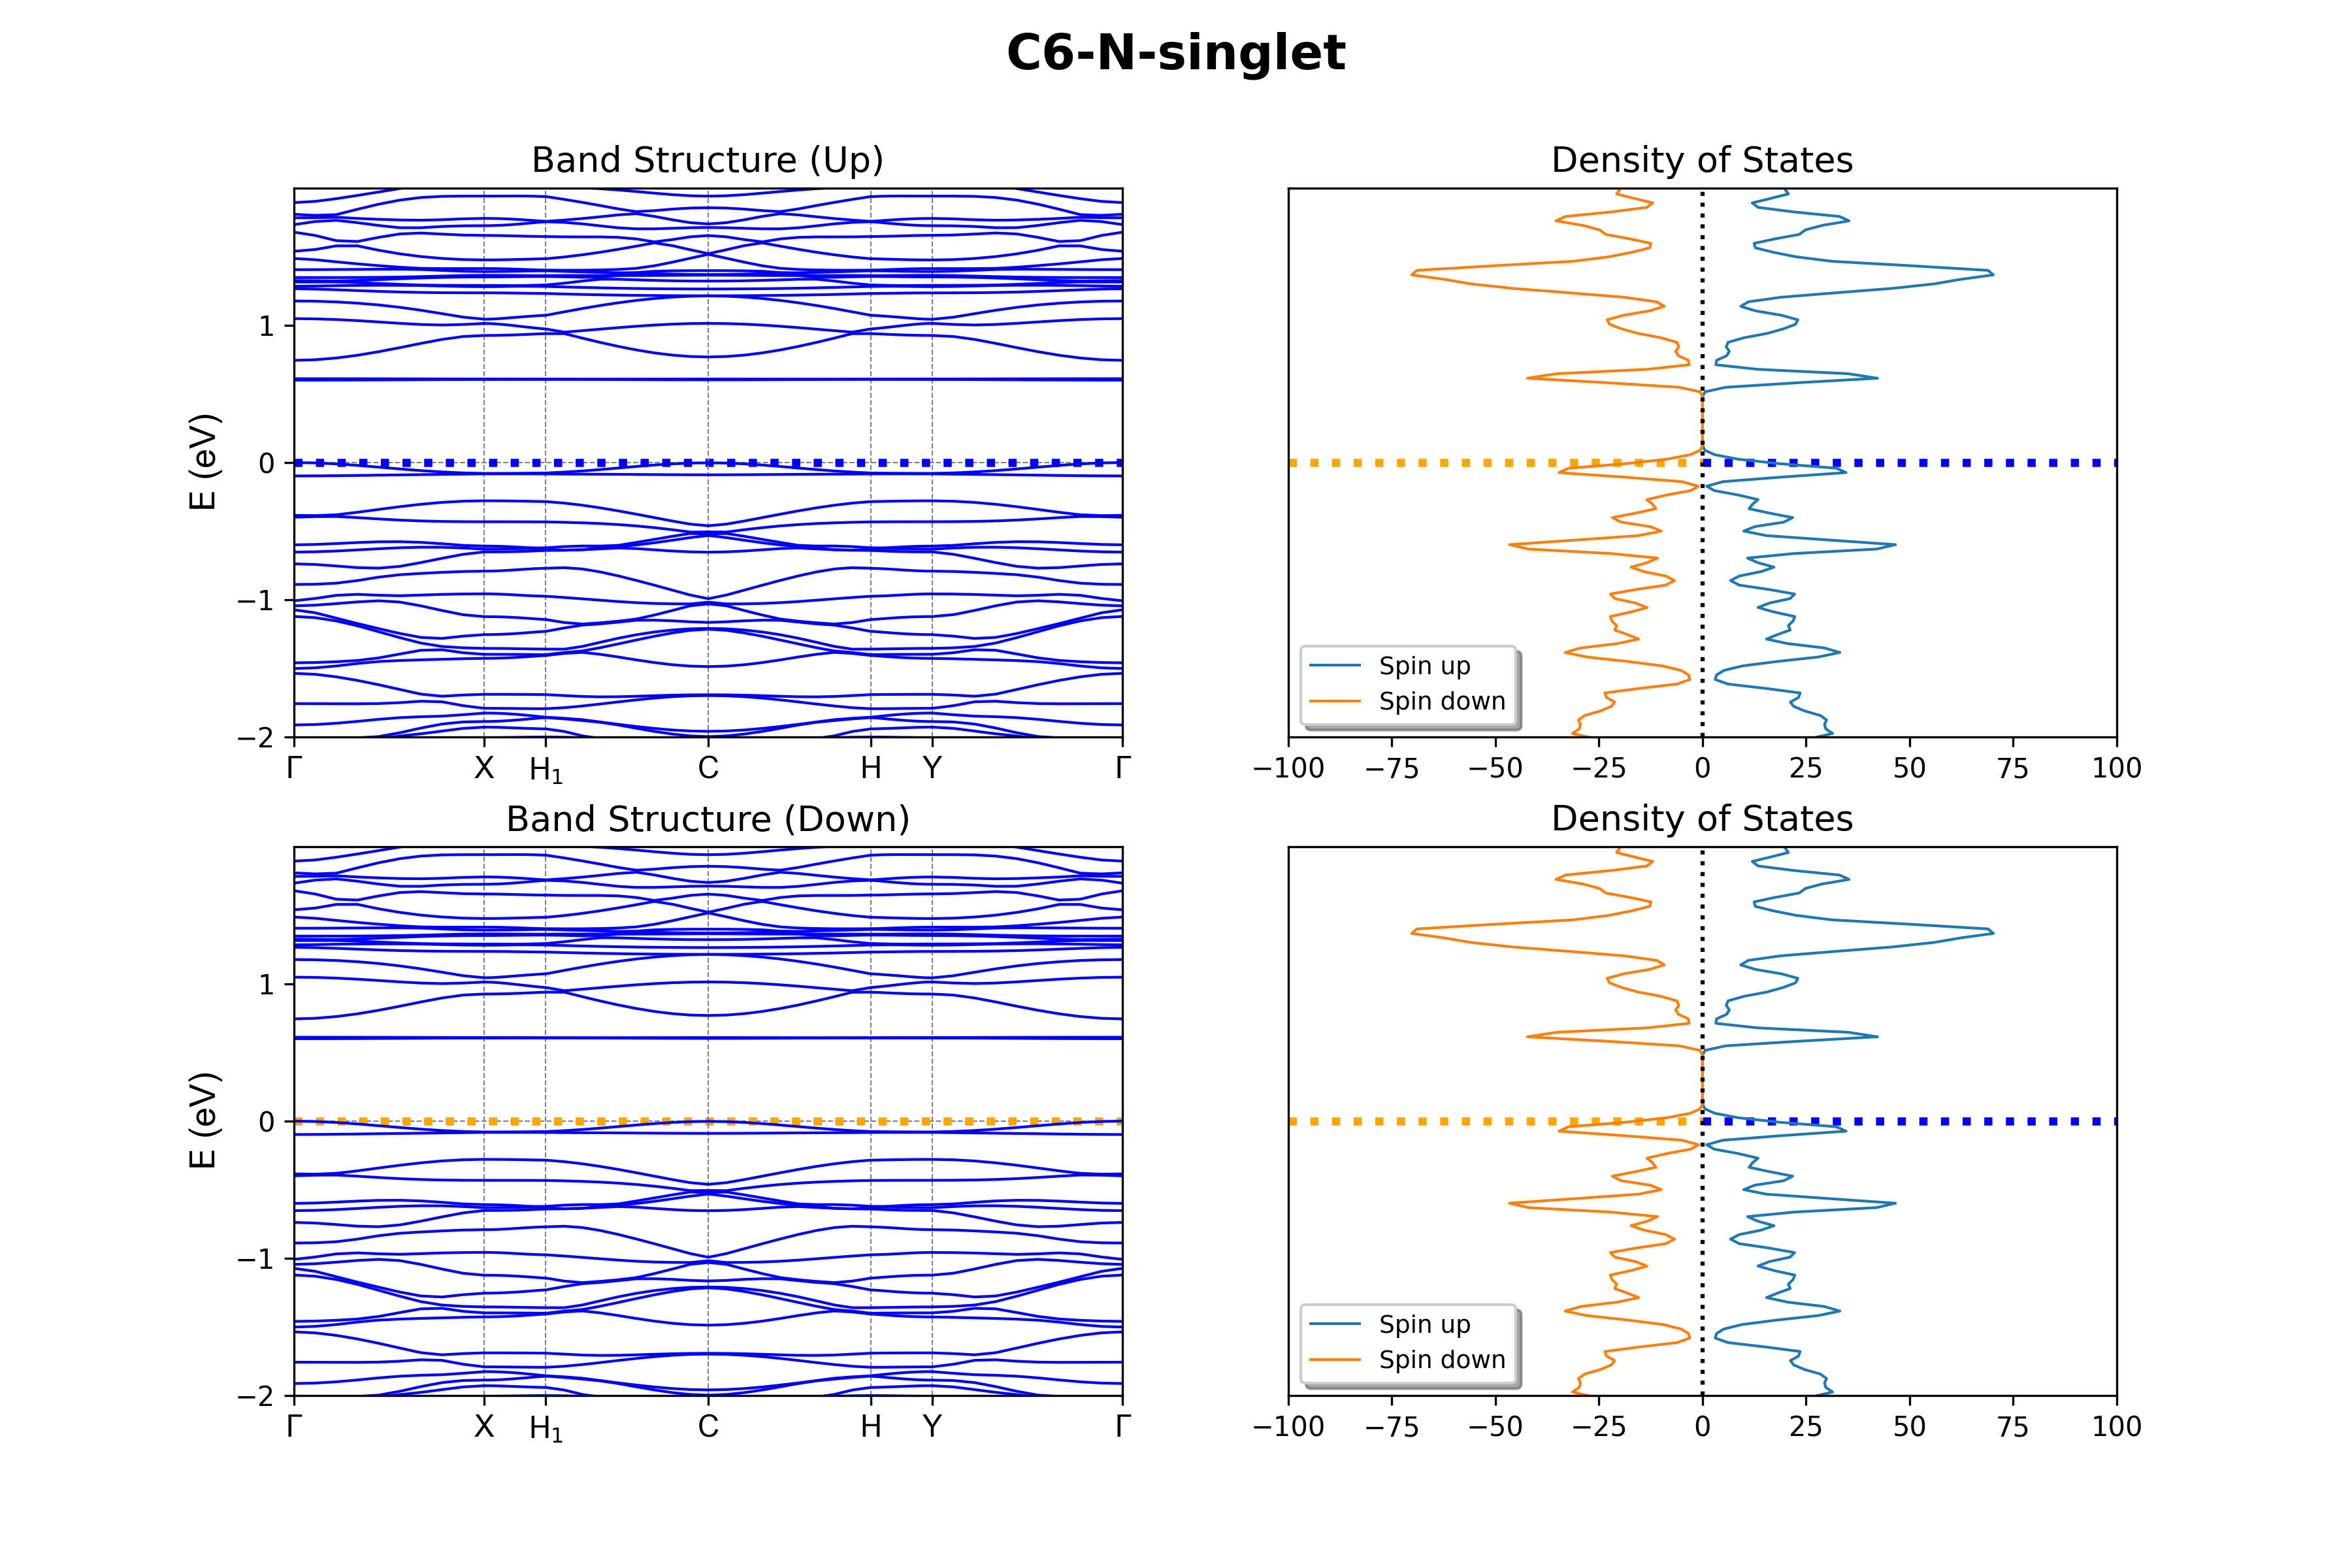 C6-N-singlet
Band Structure (Up)
E (eV)
1
0
−1
−2
Γ X H₁ C H Y Γ
Density of States
Spin up
Spin down
−100 −75 −50 −25 0 25 50 75 100
Band Structure (Down)
E (eV)
1
0
−1
−2
Γ X H₁ C H Y Γ
Density of States
Spin up
Spin down
−100 −75 −50 −25 0 25 50 75 100